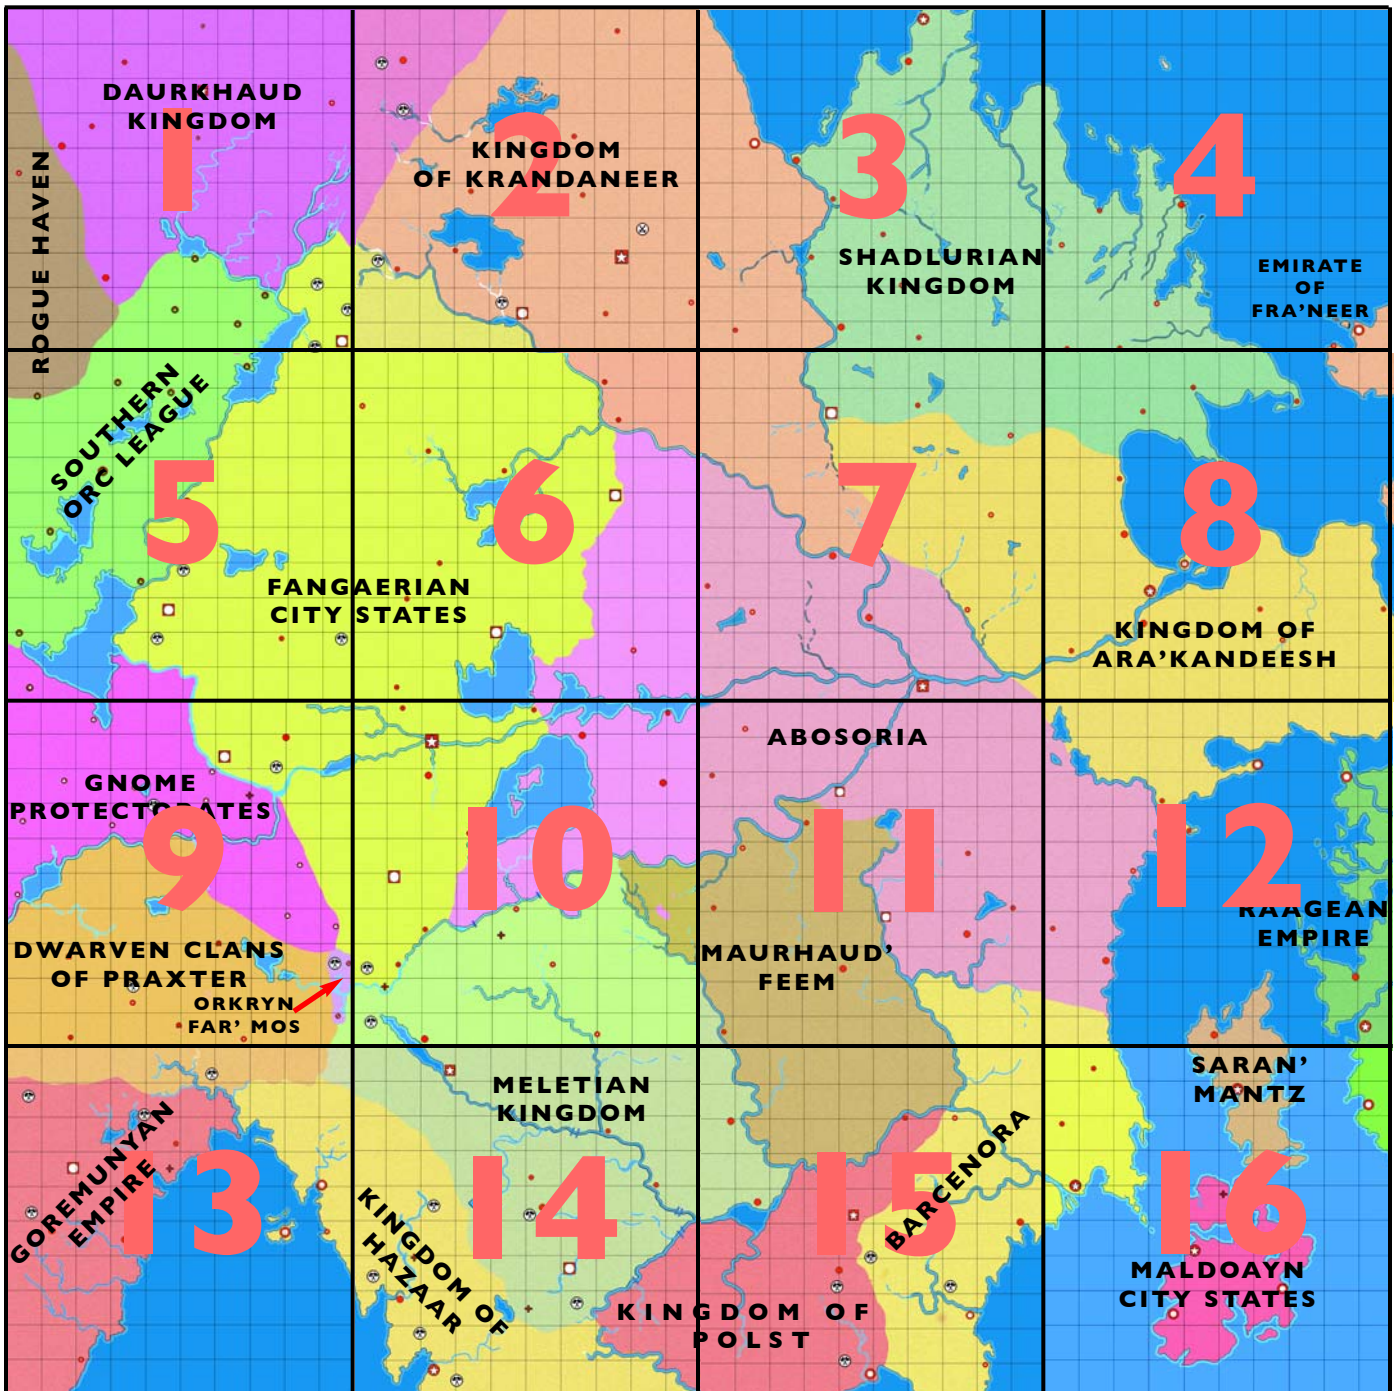 DAURKHAUD
KINGDOM
1
ROGUE HAVEN
2
KINGDOM
OF KRANDANEER
3
SHADLURIAN
KINGDOM
4
EMIRATE
OF
FRA'NEER
SOUTHERN
ORC LEAGUE
5
6
FANGAERIAN
CITY STATES
7
8
KINGDOM OF
ARA'KANDEESH
GNOME
PROTECTORATES
9
DWARVEN CLANS
OF PRAXTER
ORKRYN
FAR' MOS
10
ABOSORIA
11
MAURHAUD'
FEEM
12
RAAGEAN
EMPIRE
GOREMUNYAN
EMPIRE
13
MELETIAN
KINGDOM
14
KINGDOM OF
HAZAAR
15
BARCENORA
KINGDOM OF
POLST
SARAN'
MANTZ
16
MALDOAYN
CITY STATES